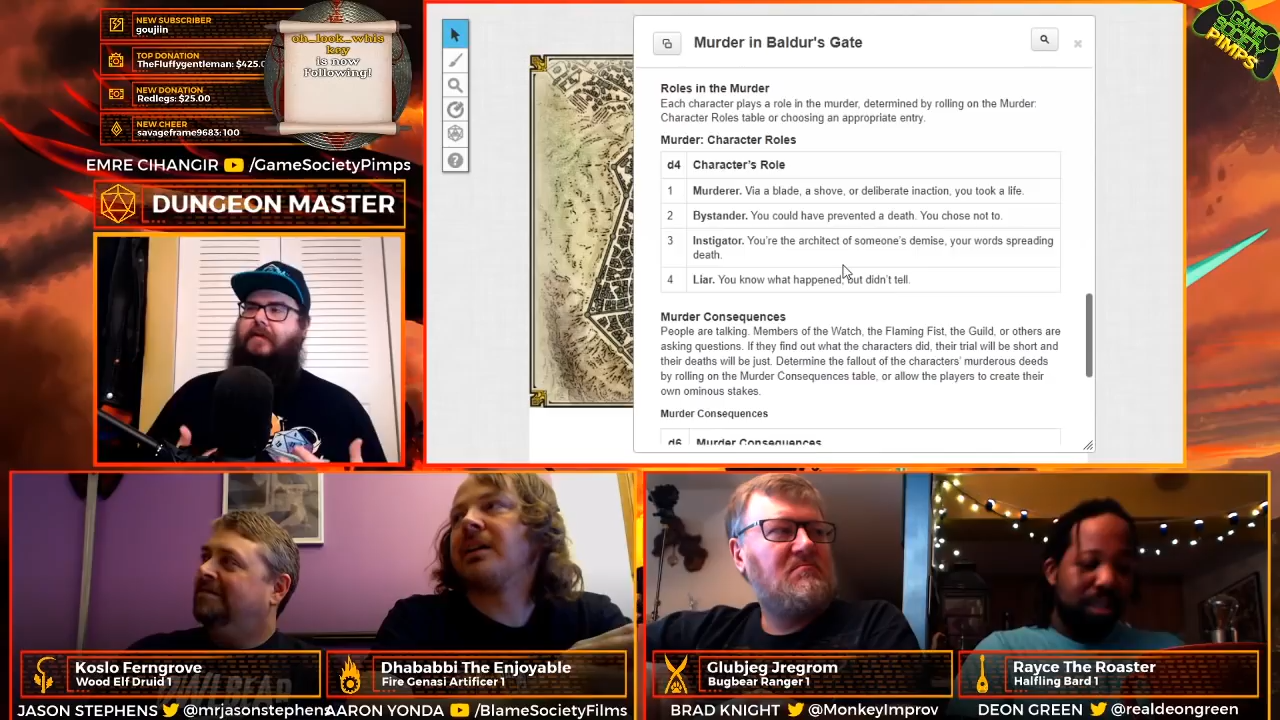 NEW SUBSCRIBER
goujlin
TOP DONATION
TheFluffygentleman: $425.0
NEW DONATION
Redlegs: $25.00
NEW CHEER
savageframe9683: 100
oh_look_whis
key
is now
Following!
EMRE CIHANGIR /GameSocietyPimps
DUNGEON MASTER
Murder in Baldur's Gate
Roles in the Murder
Each character plays a role in the murder, determined by rolling on the Murder:
Character Roles table or choosing an appropriate entry.
Murder: Character Roles
d4 Character's Role
1 Murderer. Via a blade, a shove, or deliberate inaction, you took a life.
2 Bystander. You could have prevented a death. You chose not to.
3 Instigator. You're the architect of someone's demise, your words spreading
death.
4 Liar. You know what happened, but didn't tell.
Murder Consequences
People are talking. Members of the Watch, the Flaming Fist, the Guild, or others are
asking questions. If they find out what the characters did, their trial will be short and
their deaths will be just. Determine the fallout of the characters' murderous deeds
by rolling on the Murder Consequences table, or allow the players to create their
own ominous stakes.
Murder Consequences
d6 Murder Consequences
GAME
SOCIETY
PIMPS
Koslo Ferngrove
Wood Elf Druid 1
JASON STEPHENS @mrjasonstephens
Dhababbi The Enjoyable
Fire Genasi Artificer 1
AARON YONDA /BlameSocietyFilms
Glubjeg Jregrom
Bugbear Ranger 1
BRAD KNIGHT @MonkeyImprov
Rayce The Roaster
Halfling Bard 1
DEON GREEN @realdeongreen